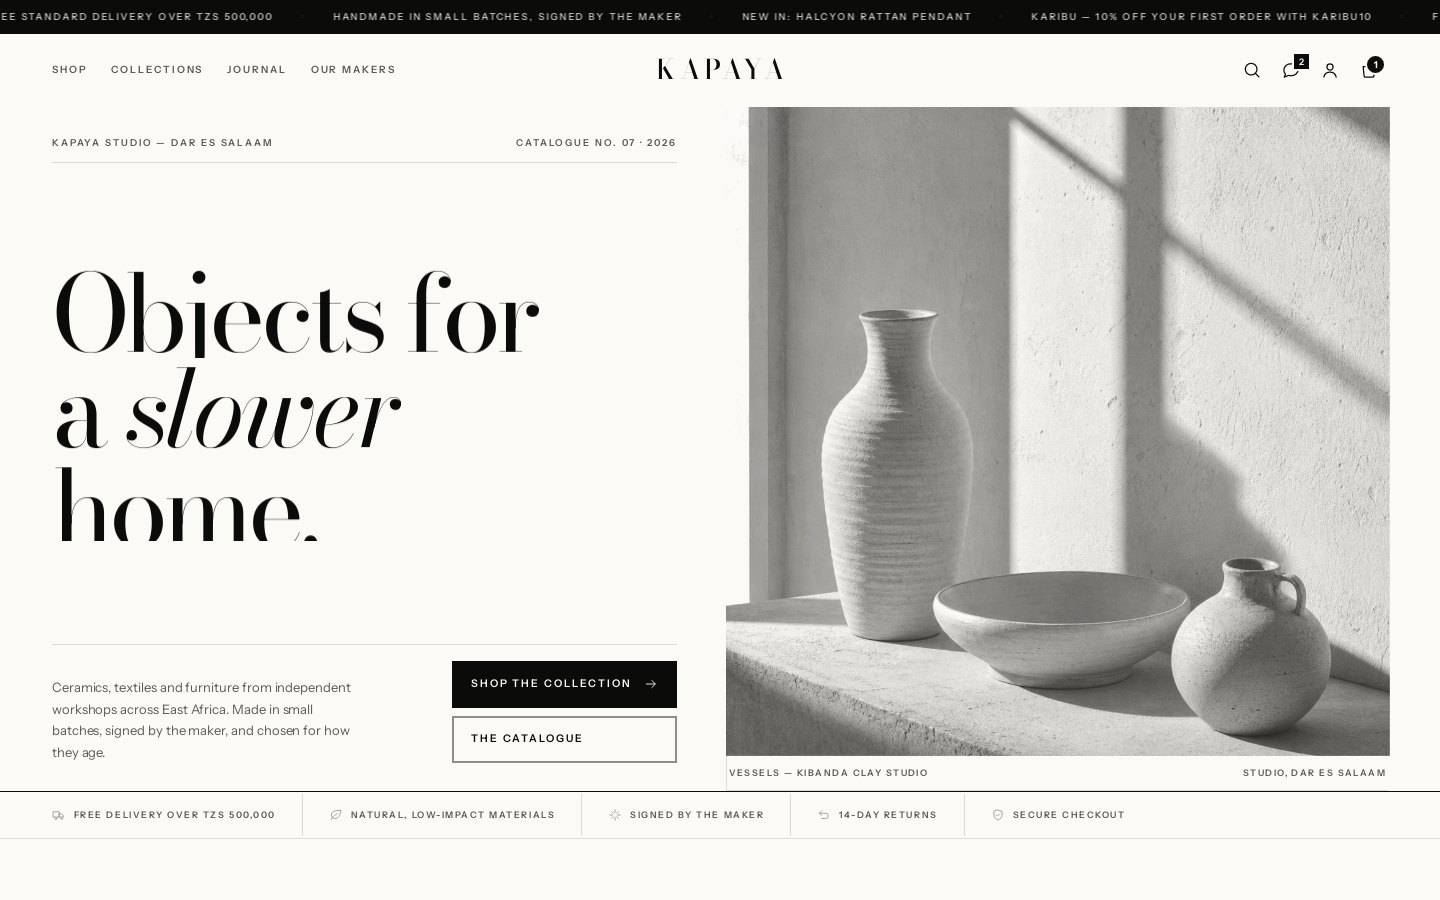 EE STANDARD DELIVERY OVER TZS 500,000 HANDMADE IN SMALL BATCHES, SIGNED BY THE MAKER NEW IN: HALCYON RATTAN PENDANT KARIBU — 10% OFF YOUR FIRST ORDER WITH KARIBU10 F
SHOP COLLECTIONS JOURNAL OUR MAKERS
KAPAYA
2
1
KAPAYA STUDIO — DAR ES SALAAM
CATALOGUE NO. 07 · 2026
Objects for
a slower
home.
Ceramics, textiles and furniture from independent
workshops across East Africa. Made in small
batches, signed by the maker, and chosen for how
they age.
SHOP THE COLLECTION →
THE CATALOGUE
VESSELS — KIBANDA CLAY STUDIO
STUDIO, DAR ES SALAAM
FREE DELIVERY OVER TZS 500,000
NATURAL, LOW-IMPACT MATERIALS
SIGNED BY THE MAKER
14-DAY RETURNS
SECURE CHECKOUT